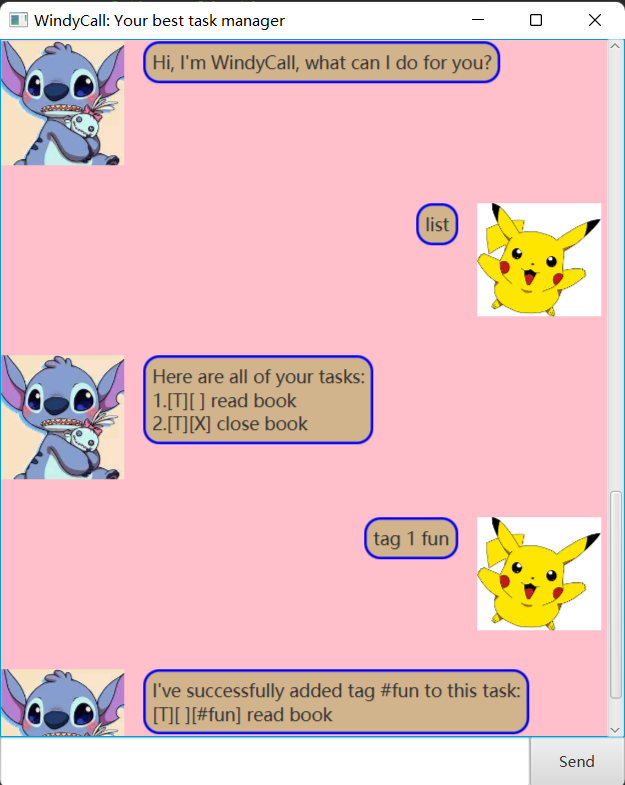 WindyCall: Your best task manager
Hi, I'm WindyCall, what can I do for you?
list
Here are all of your tasks:
1.[T][ ] read book
2.[T][X] close book
tag 1 fun
I've successfully added tag #fun to this task:
[T][ ][#fun] read book
Send